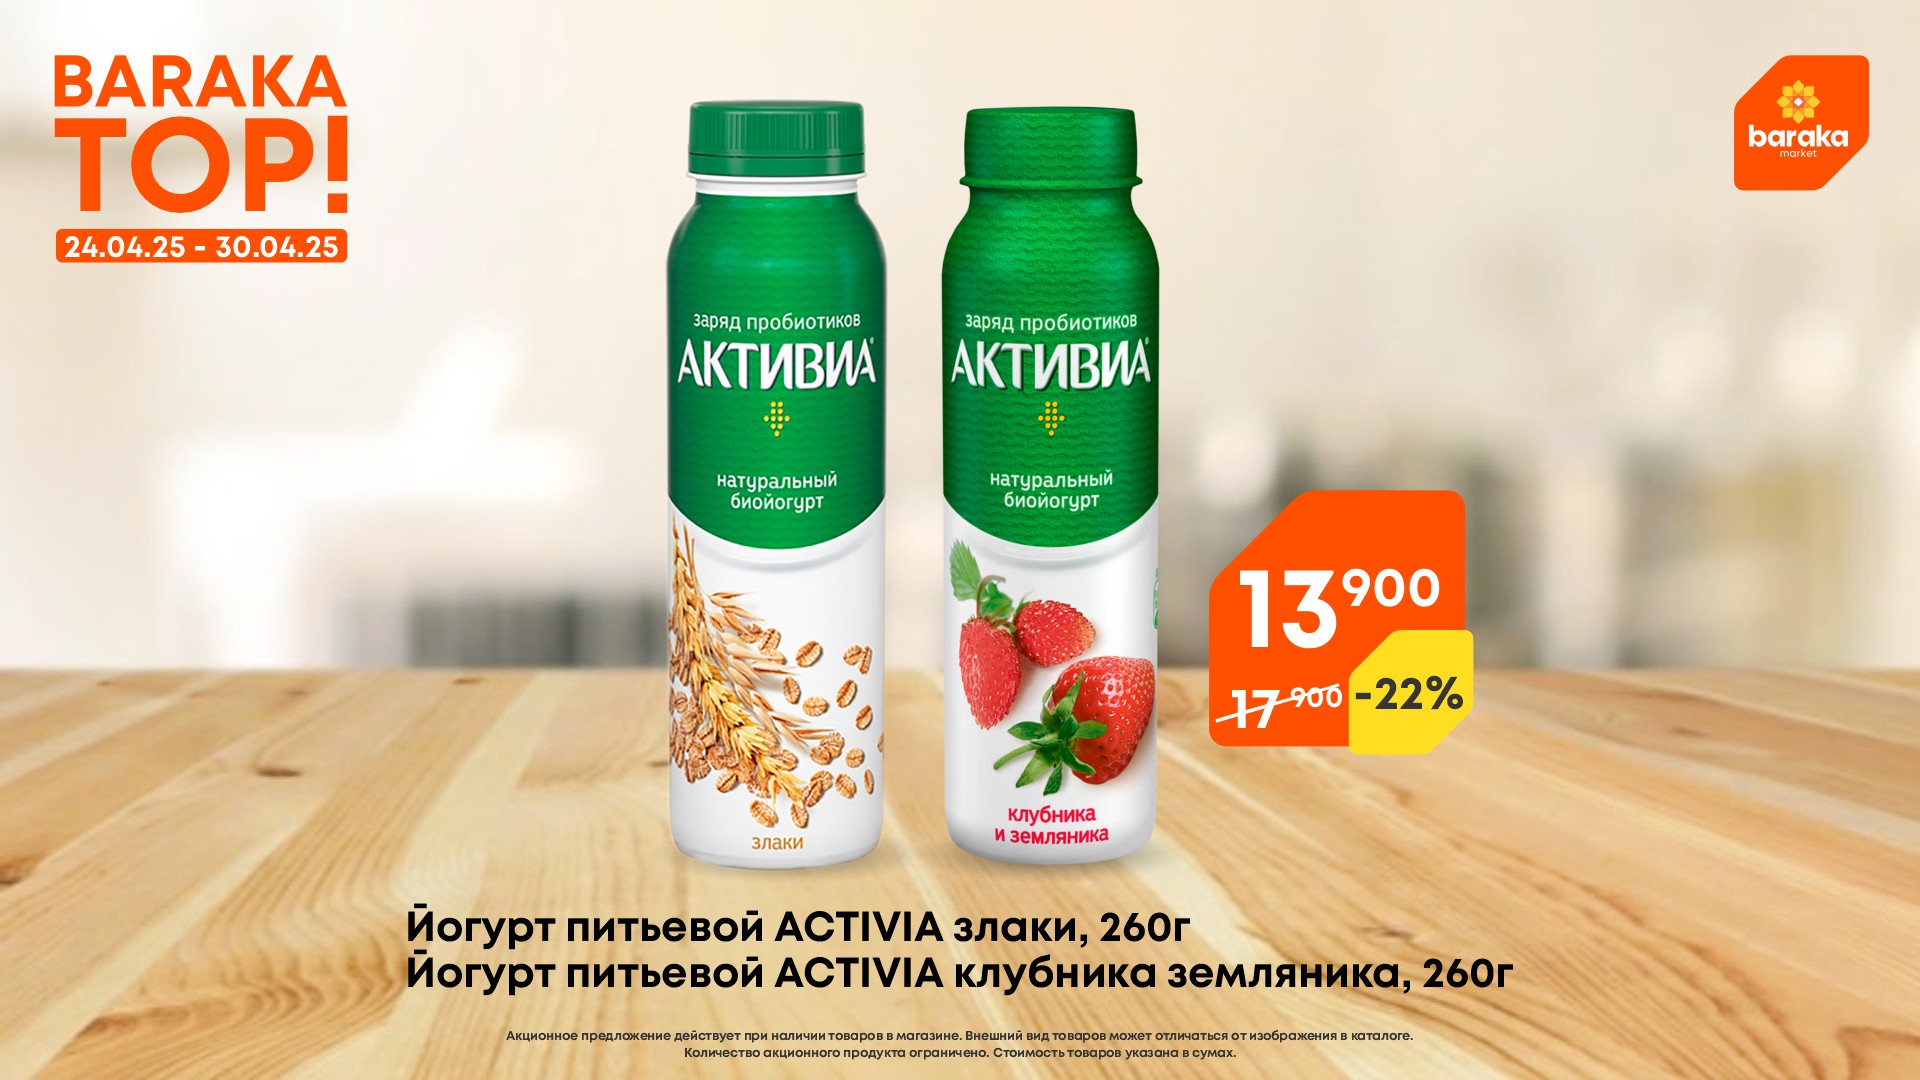 BARAKA
TOP!
24.04.25 - 30.04.25
baraka
market
заряд пробиотиков
АКТИВИА
натуральный
биойогурт
злаки
заряд пробиотиков
АКТИВИА
натуральный
биойогурт
клубника
и земляника
13 900
17 900
-22%
Йогурт питьевой ACTIVIA злаки, 260г
Йогурт питьевой ACTIVIA клубника земляника, 260г
Акционное предложение действует при наличии товаров в магазине. Внешний вид товаров может отличаться от изображения в каталоге.
Количество акционного продукта ограничено. Стоимость товаров указана в сумах.